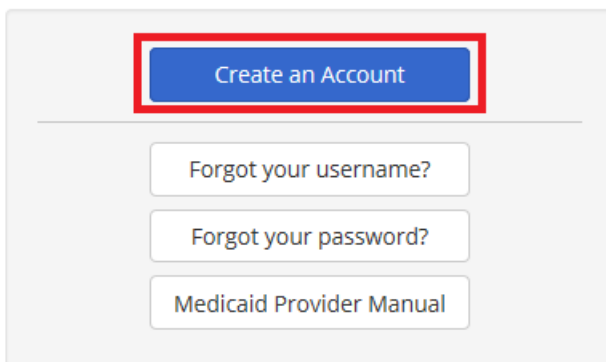 Create an Account
Forgot your username?
Forgot your password?
Medicaid Provider Manual